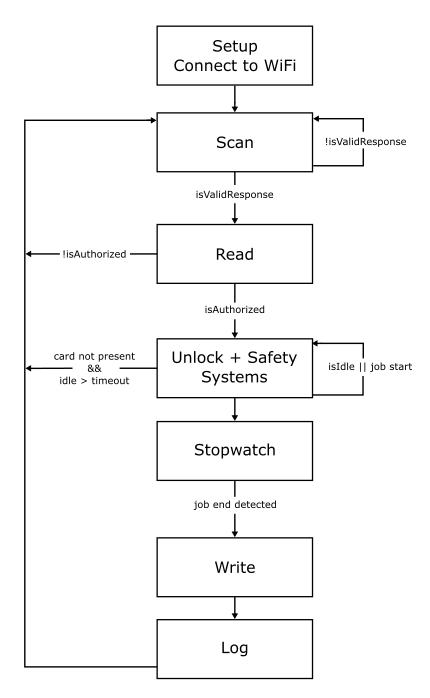 Setup
Connect to WiFi
Scan
!isValidResponse
isValidResponse
Read
!isAuthorized
isAuthorized
Unlock + Safety
Systems
card not present
&&
idle > timeout
isIdle || job start
Stopwatch
job end detected
Write
Log